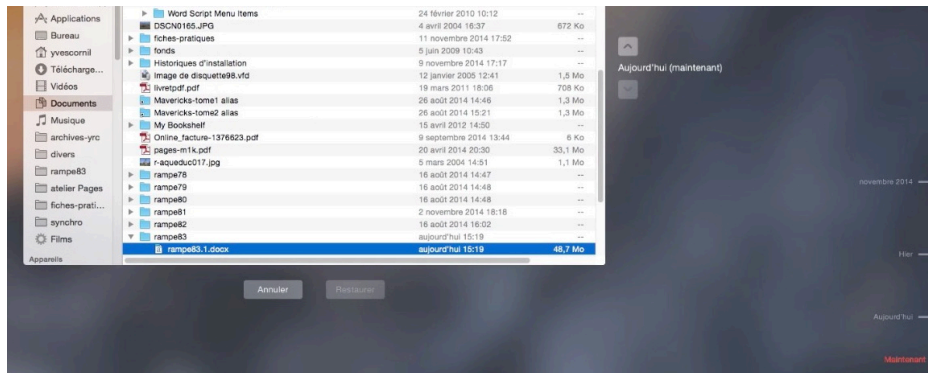 Applications
Bureau
yvescornil
Télécharge...
Vidéos
Documents
Musique
archives-yrc
divers
rampe83
atelier Pages
fiches-prati...
synchro
Films
Appareils
Word Script Menu Items 24 février 2010 10:12 --
DSCN0165.JPG 4 avril 2004 16:37 672 Ko
fiches-pratiques 11 novembre 2014 17:52 --
fonds 5 juin 2009 10:43 --
Historiques d'installation 9 novembre 2014 17:17 --
Image de disquette98.vfd 12 janvier 2005 12:41 1,5 Mo
livretpdf.pdf 19 mars 2011 18:06 708 Ko
Mavericks-tome1 alias 26 août 2014 14:46 1,3 Mo
Mavericks-tome2 alias 26 août 2014 15:21 1,3 Mo
My Bookshelf 15 avril 2012 14:50 --
Online_facture-1376623.pdf 9 septembre 2014 13:44 6 Ko
pages-m1k.pdf 20 avril 2014 20:30 33,1 Mo
r-aqueduc017.jpg 5 mars 2004 14:51 1,1 Mo
rampe78 16 août 2014 14:47 --
rampe79 16 août 2014 14:48 --
rampe80 16 août 2014 14:48 --
rampe81 2 novembre 2014 18:18 --
rampe82 16 août 2014 16:02 --
rampe83 aujourd'hui 15:19 --
rampe83.1.docx aujourd'hui 15:19 48,7 Mo
Annuler Restaurer
Aujourd'hui (maintenant)
novembre 2014
Hier
Aujourd'hui
Maintenant